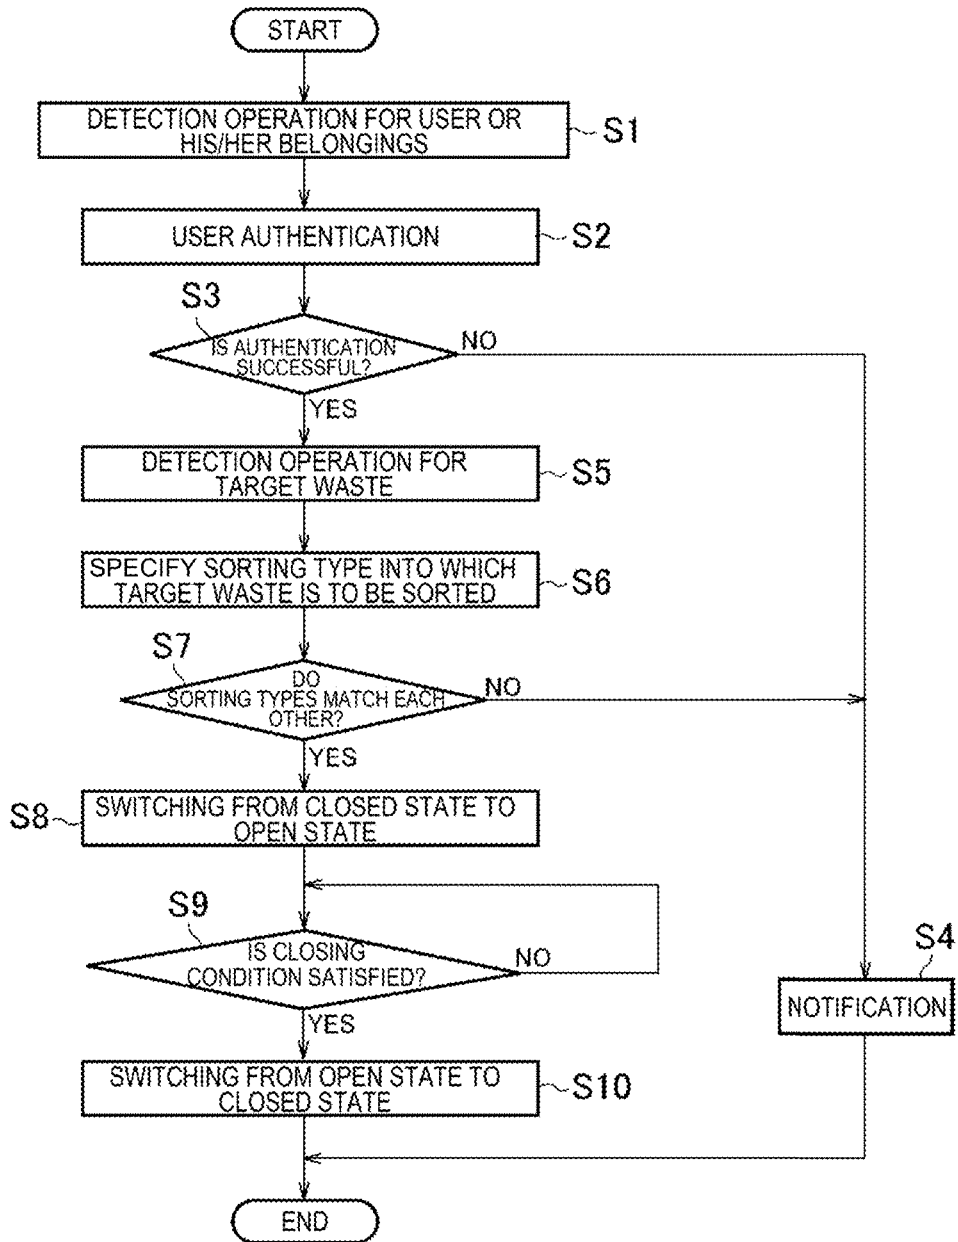 START
DETECTION OPERATION FOR USER OR
HIS/HER BELONGINGS
S1
USER AUTHENTICATION
S2
S3
IS AUTHENTICATION
SUCCESSFUL?
NO
YES
DETECTION OPERATION FOR
TARGET WASTE
S5
SPECIFY SORTING TYPE INTO WHICH
TARGET WASTE IS TO BE SORTED
S6
S7
DO
SORTING TYPES MATCH EACH
OTHER?
NO
YES
S8
SWITCHING FROM CLOSED STATE TO
OPEN STATE
S9
IS CLOSING
CONDITION SATISFIED?
NO
YES
S4
NOTIFICATION
SWITCHING FROM OPEN STATE TO
CLOSED STATE
S10
END